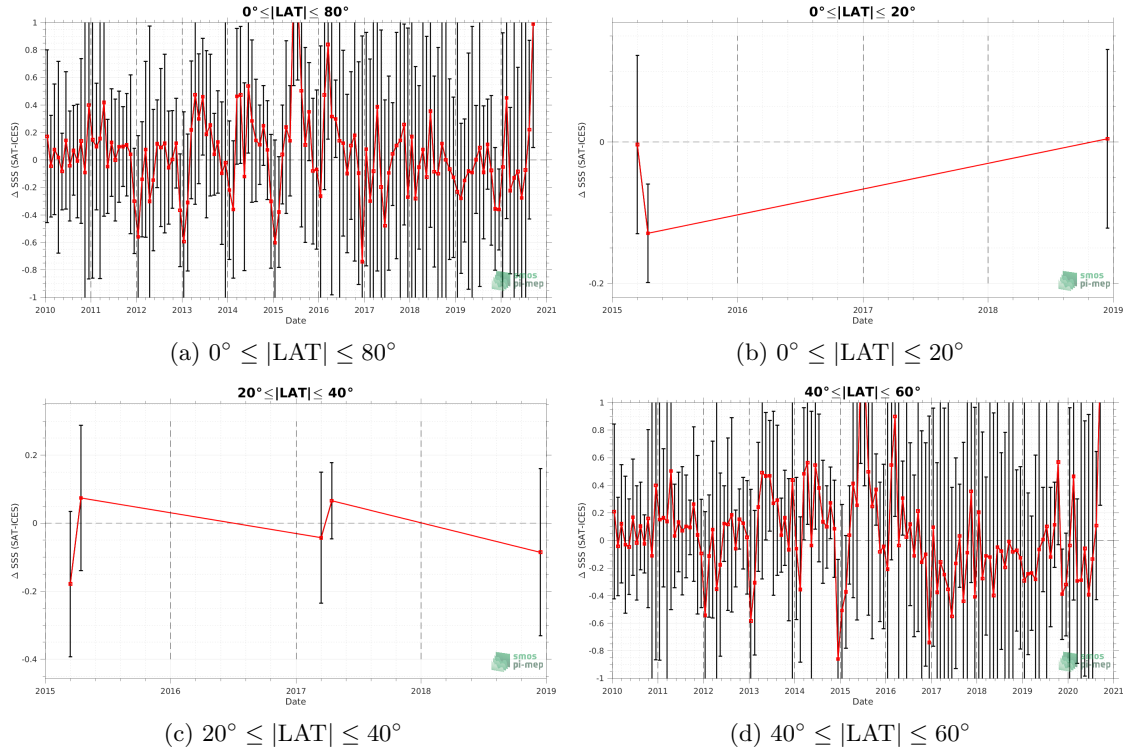 0°≤|LAT|≤ 80°
1
0.8
0.6
0.4
0.2
0
-0.2
-0.4
-0.6
-0.8
-1
Δ SSS (SAT-ICES)
2010 2011 2012 2013 2014 2015 2016 2017 2018 2019 2020 2021
Date
smos
pi-mep
(a) 0° ≤ |LAT| ≤ 80°
0°≤|LAT|≤ 20°
0
-0.2
Δ SSS (SAT-ICES)
2015 2016 2017 2018 2019
Date
smos
pi-mep
(b) 0° ≤ |LAT| ≤ 20°
20°≤|LAT|≤ 40°
0.2
0
-0.2
-0.4
Δ SSS (SAT-ICES)
2015 2016 2017 2018 2019
Date
smos
pi-mep
(c) 20° ≤ |LAT| ≤ 40°
40°≤|LAT|≤ 60°
1
0.8
0.6
0.4
0.2
0
-0.2
-0.4
-0.6
-0.8
-1
Δ SSS (SAT-ICES)
2010 2011 2012 2013 2014 2015 2016 2017 2018 2019 2020 2021
Date
smos
pi-mep
(d) 40° ≤ |LAT| ≤ 60°